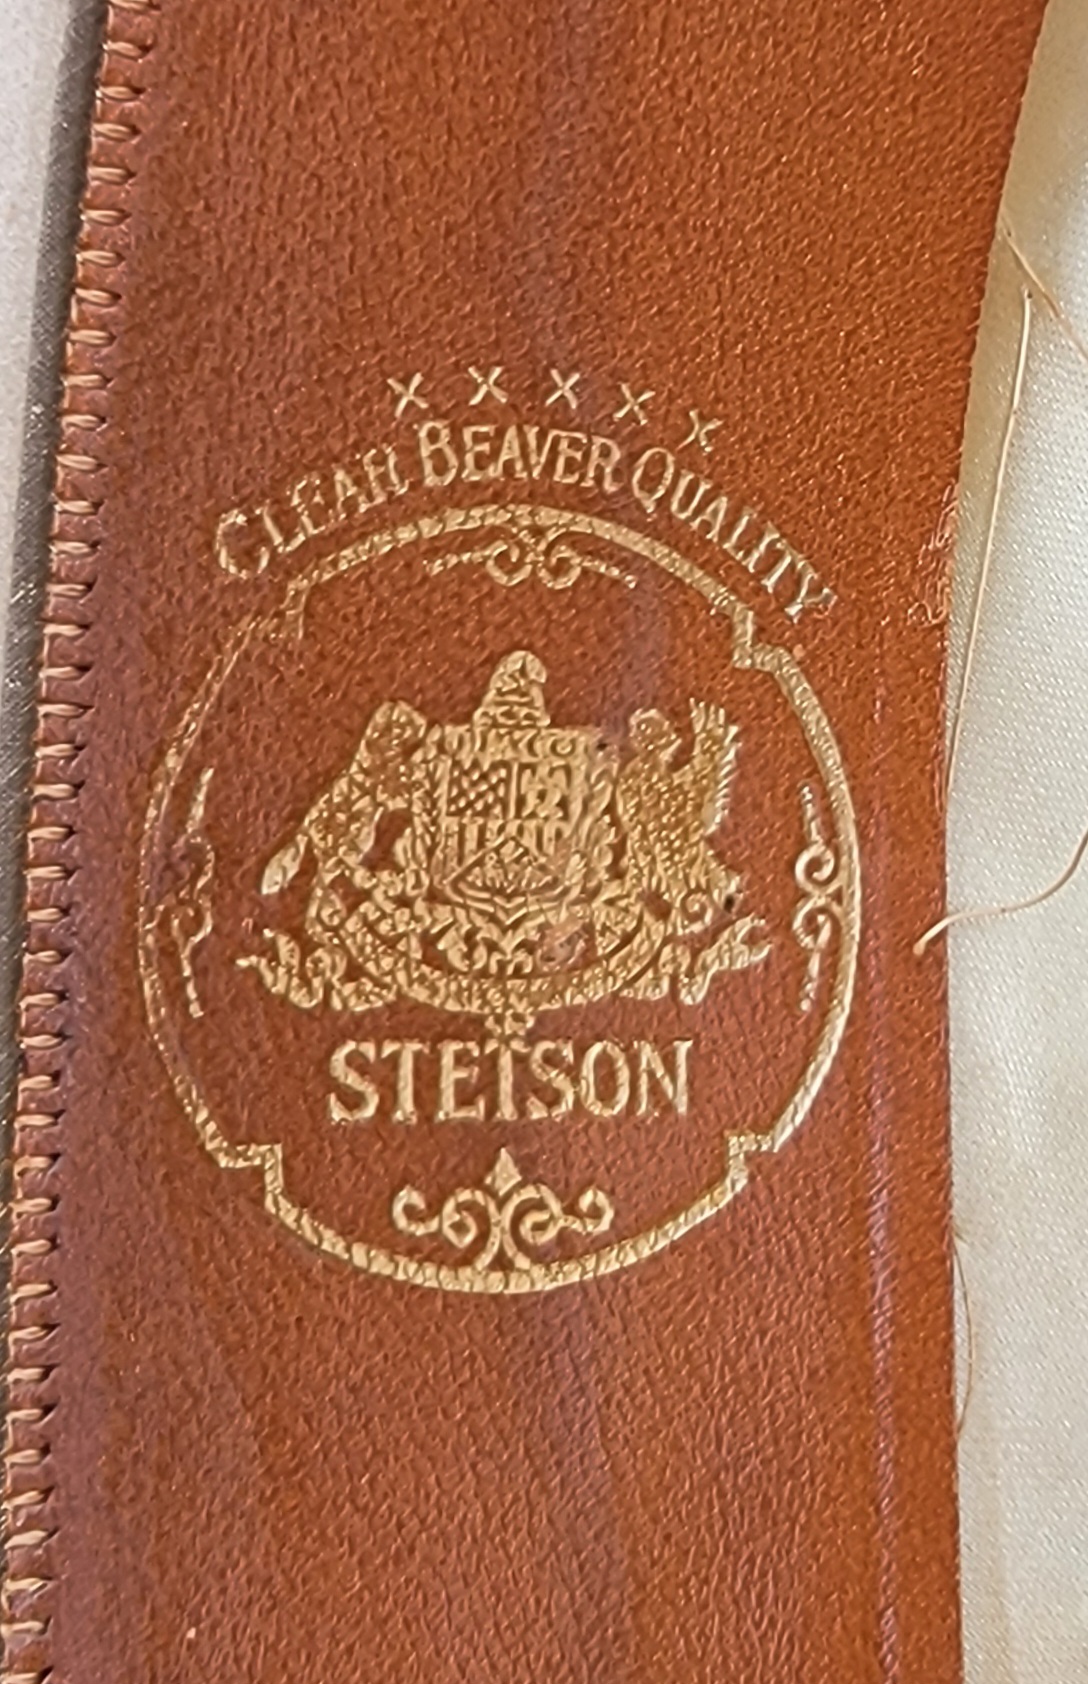 X X X X X
CLEAR BEAVER QUALITY
STETSON